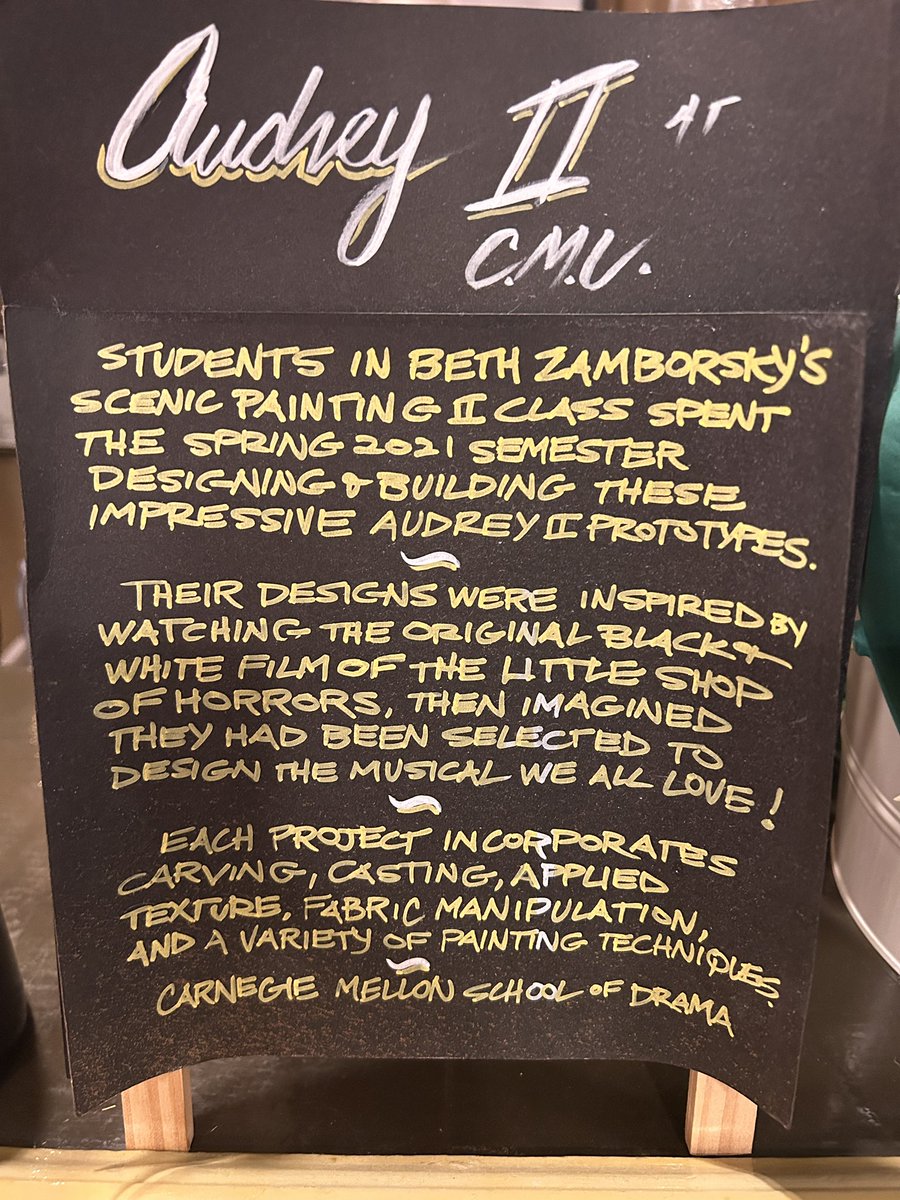 Audrey II AT
C.M.U.
STUDENTS IN BETH ZAMBORSKY'S
SCENIC PAINTING II CLASS SPENT
THE SPRING 2021 SEMESTER
DESIGNING & BUILDING THESE
IMPRESSIVE AUDREY II PROTOTYPES.
THEIR DESIGNS WERE INSPIRED BY
WATCHING THE ORIGINAL BLACK &
WHITE FILM OF THE LITTLE SHOP
OF HORRORS, THEN IMAGINED
THEY HAD BEEN SELECTED TO
DESIGN THE MUSICAL WE ALL LOVE!
EACH PROJECT INCORPORATES
CARVING, CASTING, APPLIED
TEXTURE, FABRIC MANIPULATION,
AND A VARIETY OF PAINTING TECHNIQUES.
CARNEGIE MELLON SCHOOL OF DRAMA